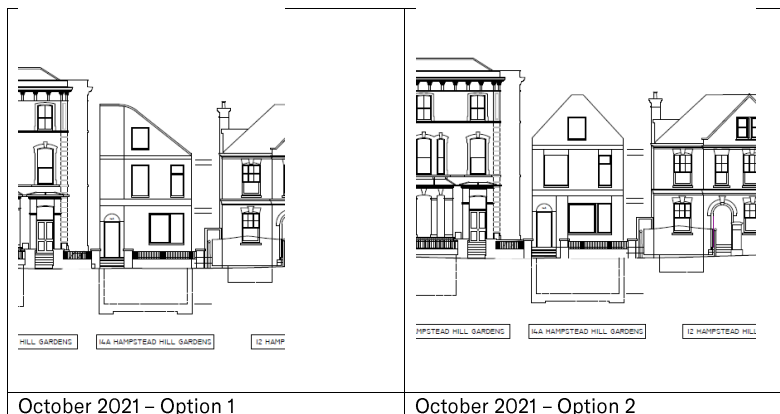 HILL GARDENS
14A HAMPSTEAD HILL GARDENS
12 HAMP
MPSTEAD HILL GARDENS
14A HAMPSTEAD HILL GARDENS
12 HAMPSTEAD HILL
October 2021 – Option 1
October 2021 – Option 2